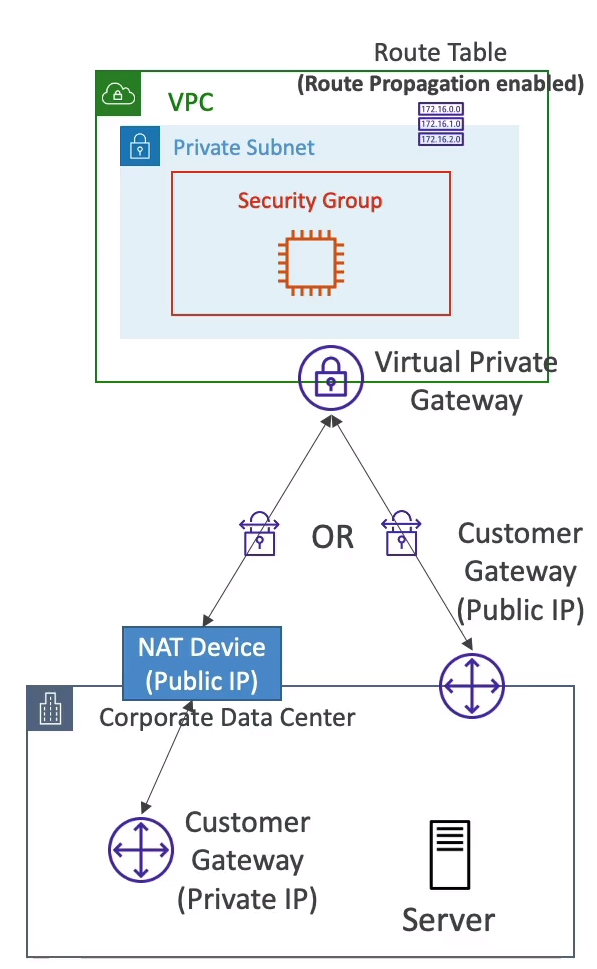 Route Table
(Route Propagation enabled)
VPC
172.16.0.0
172.16.1.0
172.16.2.0
Private Subnet
Security Group
Virtual Private
Gateway
OR
Customer
Gateway
(Public IP)
NAT Device
(Public IP)
Corporate Data Center
Customer
Gateway
(Private IP)
Server